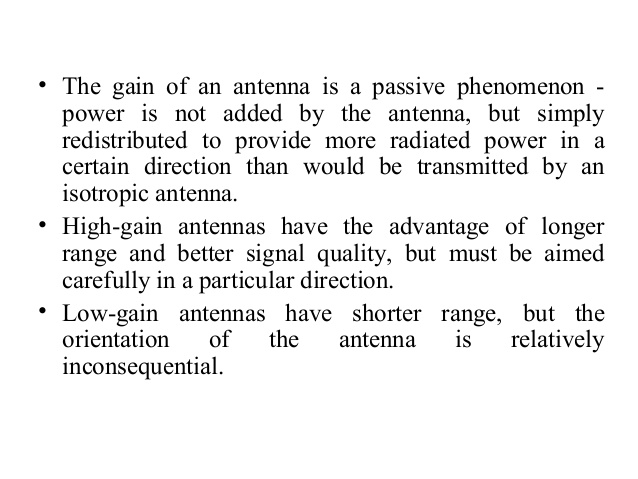 • The gain of an antenna is a passive phenomenon -
power is not added by the antenna, but simply
redistributed to provide more radiated power in a
certain direction than would be transmitted by an
isotropic antenna.
• High-gain antennas have the advantage of longer
range and better signal quality, but must be aimed
carefully in a particular direction.
• Low-gain antennas have shorter range, but the
orientation of the antenna is relatively
inconsequential.